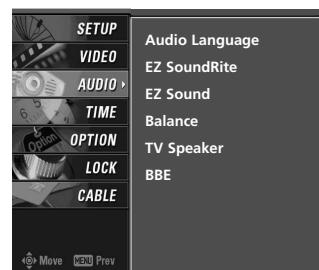 SETUP
VIDEO
AUDIO
TIME
OPTION
LOCK
CABLE
Move MENU Prev
Audio Language
EZ SoundRite
EZ Sound
Balance
TV Speaker
BBE